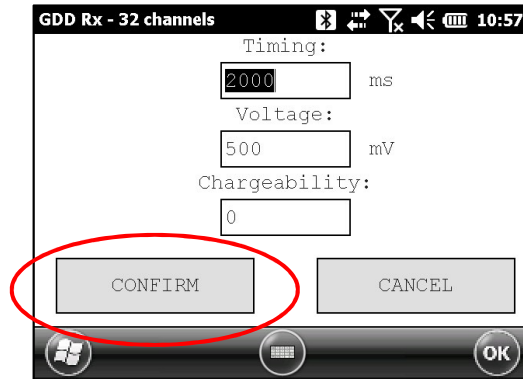 GDD Rx - 32 channels 10:57
Timing:
2000 ms
Voltage:
500 mV
Chargeability:
0
CONFIRM CANCEL
OK